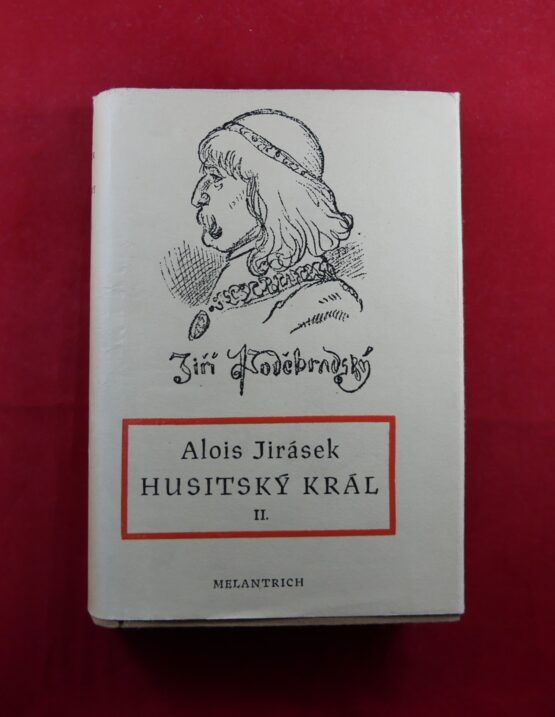 Jiří Poděbradský
Alois Jirásek
HUSITSKÝ KRÁL
II.
MELANTRICH